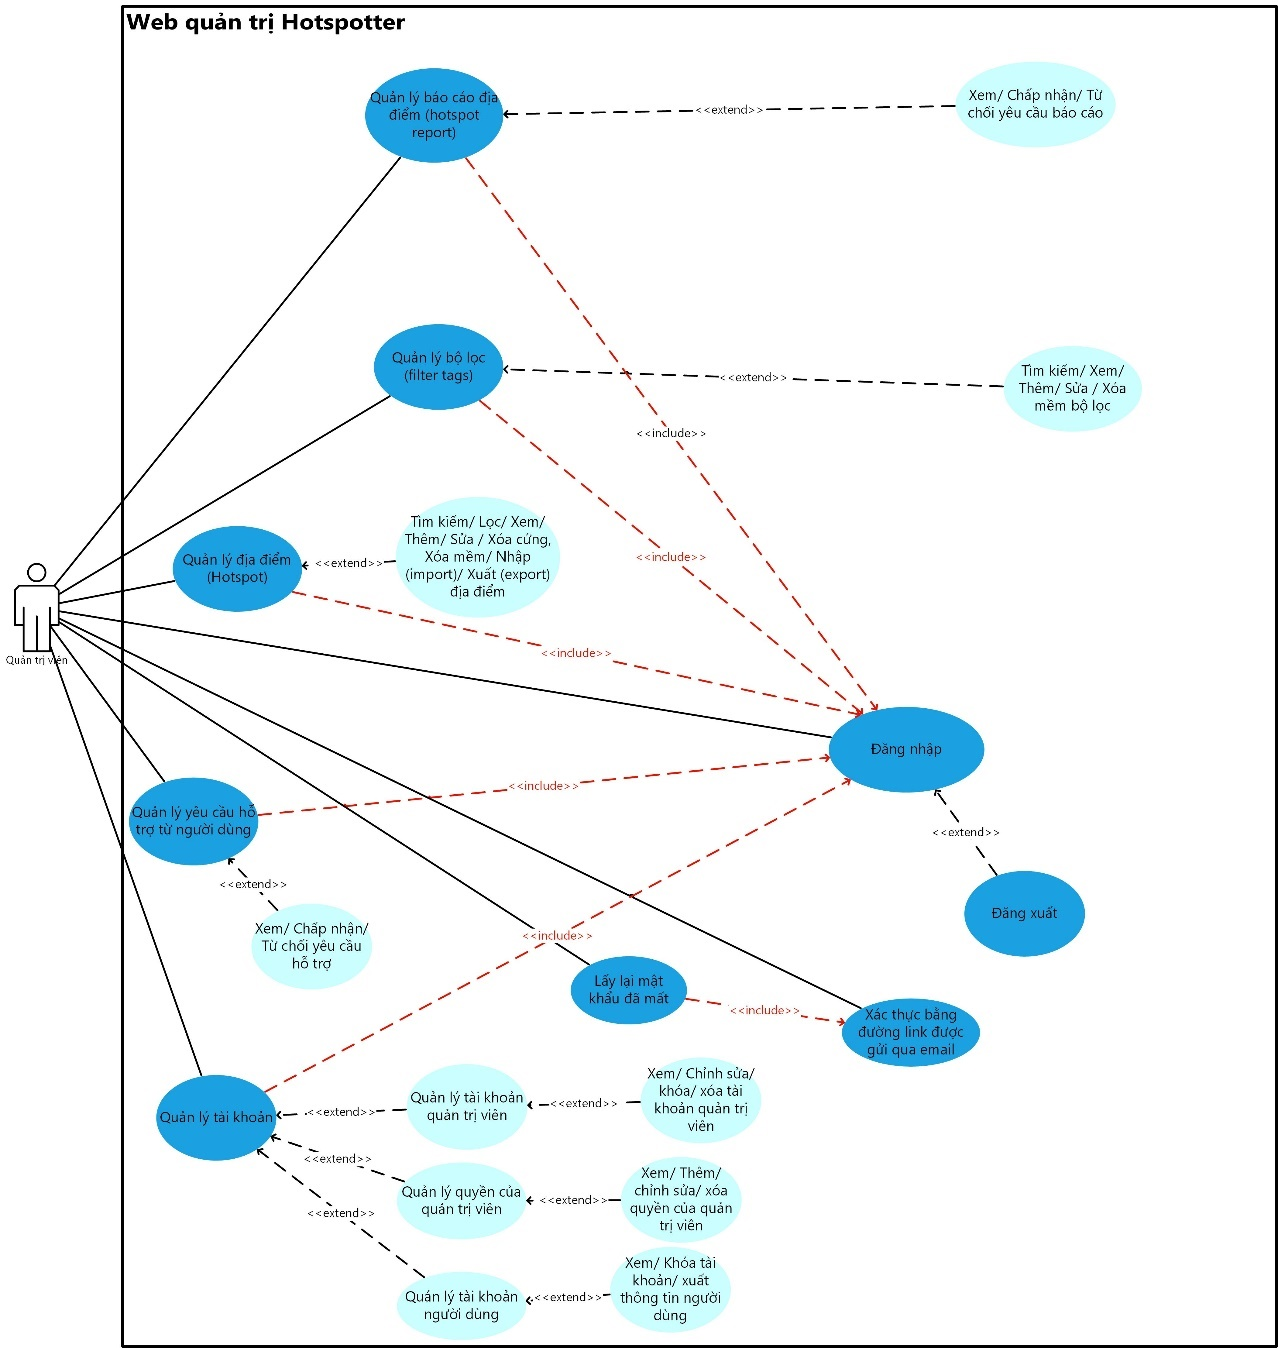 Web quản trị Hotspotter
Quản lý báo cáo địa
điểm (hotspot
report)
<<extend>>
Xem/ Chấp nhận/ Từ
chối yêu cầu báo cáo
Quản lý bộ lọc
(filter tags)
<<extend>>
Tìm kiếm/ Xem/
Thêm/ Sửa / Xóa
mềm bộ lọc
<<include>>
Quản lý địa điểm
(Hotspot)
<<extend>>
Tìm kiếm/ Lọc/ Xem/
Thêm/ Sửa / Xóa cứng,
Xóa mềm/ Nhập
(import)/ Xuất (export)
địa điểm
<<include>>
<<include>>
Quản trị viên
Đăng nhập
<<include>>
Quản lý yêu cầu hỗ
trợ từ người dùng
<<extend>>
Đăng xuất
<<extend>>
Xem/ Chấp nhận/
Từ chối yêu cầu
hỗ trợ
<<include>>
Lấy lại mật
khẩu đã mất
<<include>>
Xác thực bằng
đường link được
gửi qua email
Quản lý tài khoản
<<extend>>
Quản lý tài khoản
quản trị viên
<<extend>>
Xem/ Chỉnh sửa/
khóa/ xóa tài
khoản quản trị
viên
<<extend>>
Quản lý quyền của
quản trị viên
<<extend>>
Xem/ Thêm/
chỉnh sửa/ xóa
quyền của quản
trị viên
<<extend>>
Quản lý tài khoản
người dùng
<<extend>>
Xem/ Khóa tài
khoản/ xuất
thông tin người
dùng